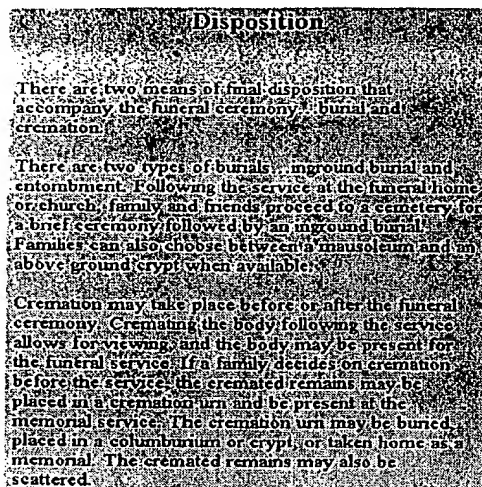 Disposition
There are two means of final disposition that
accompany the funeral ceremony - burial and
cremation.
There are two types of burials - inground burial and
entombment. Following the service at the funeral home
or church, family and friends proceed to a cemetery for
a brief ceremony followed by an inground burial.
Families can also choose between a mausoleum and an
above ground crypt when available.
Cremation may take place before or after the funeral
ceremony. Cremating the body following the service
allows for viewing, and the body may be present for
the funeral service. If a family decides on cremation
before the service, the cremated remains may be
placed in a cremation urn and be present at the
memorial service. The cremation urn may be buried,
placed in a columburium or crypt, or taken home as a
memorial. The cremated remains may also be
scattered.